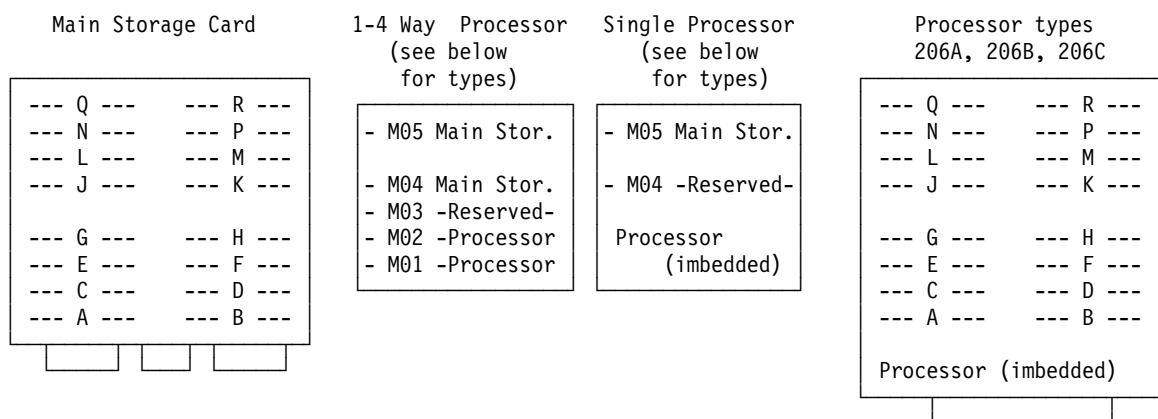 Main Storage Card
--- Q --- --- R ---
--- N --- --- P ---
--- L --- --- M ---
--- J --- --- K ---
--- G --- --- H ---
--- E --- --- F ---
--- C --- --- D ---
--- A --- --- B ---
1-4 Way Processor
(see below
for types)
- M05 Main Stor.
- M04 Main Stor.
- M03 -Reserved-
- M02 -Processor
- M01 -Processor
Single Processor
(see below
for types)
- M05 Main Stor.
- M04 -Reserved-
Processor
(imbedded)
Processor types
206A, 206B, 206C
--- Q --- --- R ---
--- N --- --- P ---
--- L --- --- M ---
--- J --- --- K ---
--- G --- --- H ---
--- E --- --- F ---
--- C --- --- D ---
--- A --- --- B ---
Processor (imbedded)